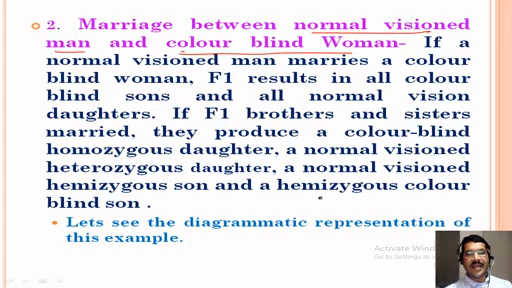 2. Marriage between normal visioned
man and colour blind Woman- If a
normal visioned man marries a colour
blind woman, F1 results in all colour
blind sons and all normal vision
daughters. If F1 brothers and sisters
married, they produce a colour-blind
homozygous daughter, a normal visioned
heterozygous daughter, a normal visioned
hemizygous son and a hemizygous colour
blind son .
Lets see the diagrammatic representation of
this example.
Activate Wind
Go to Settings to a